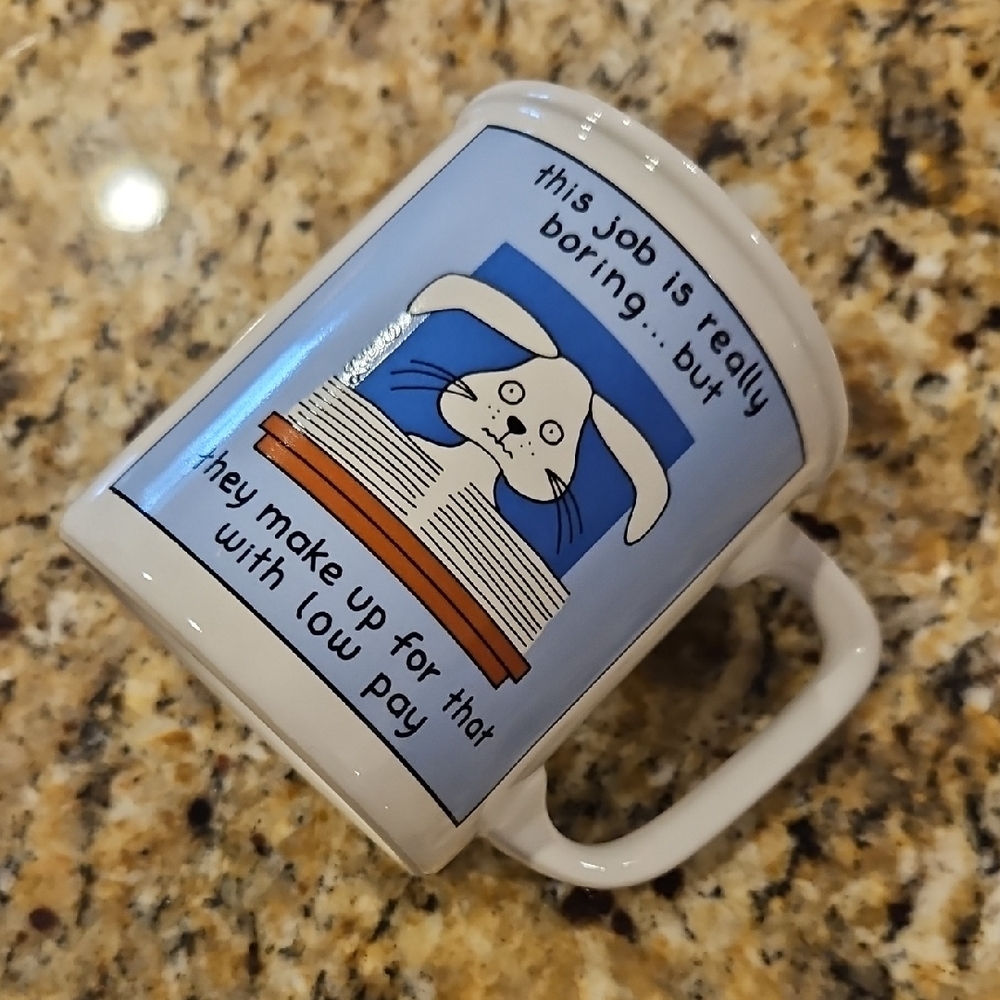 this job is really
boring... but
they make up for that
with low pay